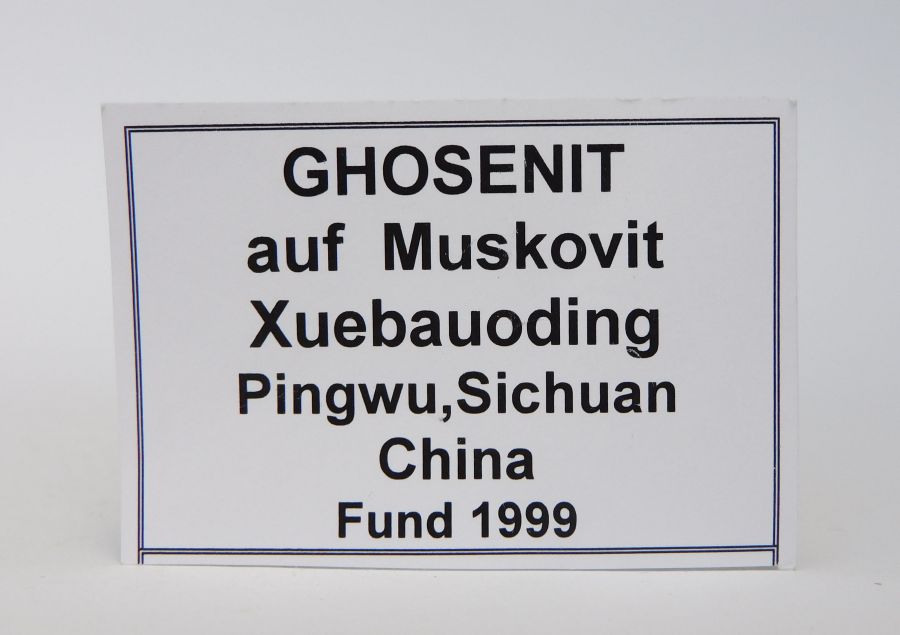 GHOSENIT
auf Muskovit
Xuebauoding
Pingwu,Sichuan
China
Fund 1999